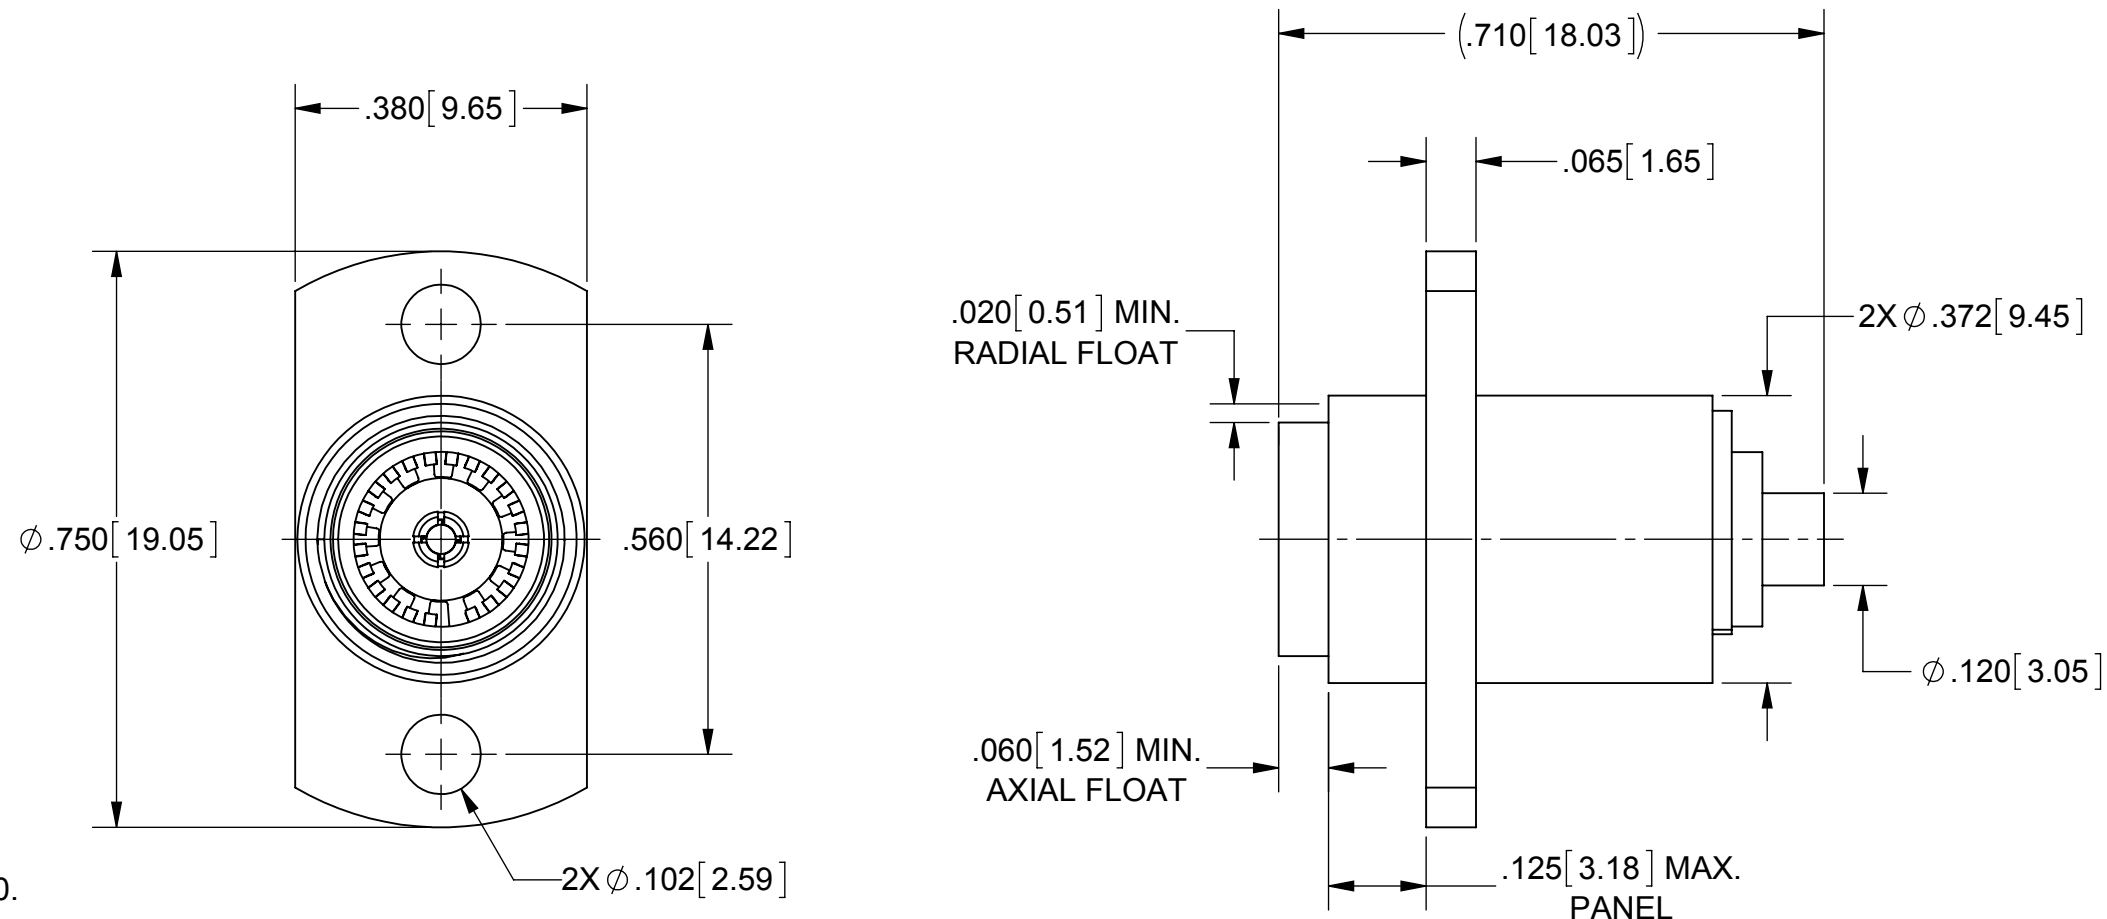 (.710[18.03])
.380[9.65]
.065[1.65]
.020[0.51] MIN.
RADIAL FLOAT
2X ⌀.372[9.45]
⌀.750[19.05]
.560[14.22]
⌀.120[3.05]
.060[1.52] MIN.
AXIAL FLOAT
2X ⌀.102[2.59]
.125[3.18] MAX.
PANEL